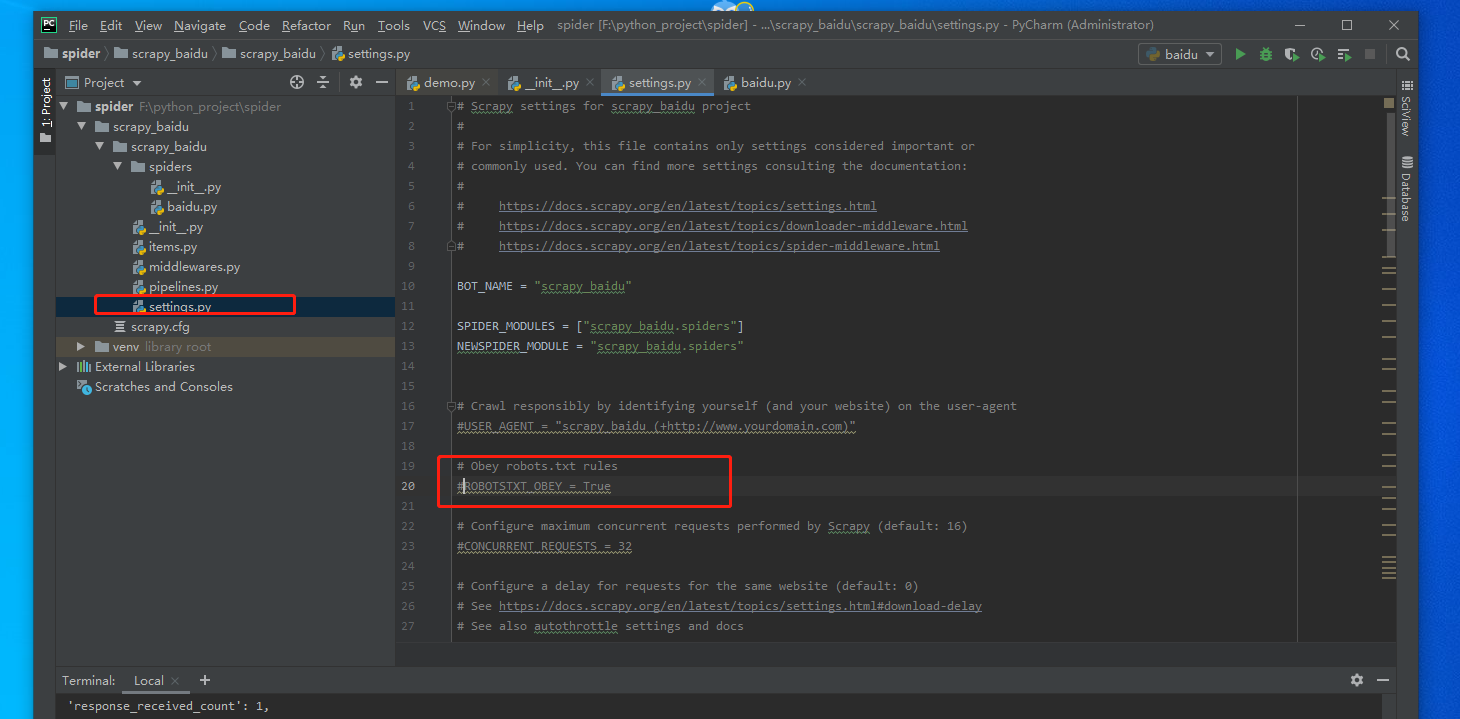 PC File Edit View Navigate Code Refactor Run Tools VCS Window Help spider [F:\python_project\spider] - ...\scrapy_baidu\scrapy_baidu\settings.py - PyCharm (Administrator)
spider scrapy_baidu scrapy_baidu settings.py baidu
1: Project
Project
demo.py __init__.py settings.py baidu.py
spider F:\python_project\spider
scrapy_baidu
scrapy_baidu
spiders
__init__.py
baidu.py
__init__.py
items.py
middlewares.py
pipelines.py
settings.py
scrapy.cfg
venv library root
External Libraries
Scratches and Consoles
1 # Scrapy settings for scrapy_baidu project
2 #
3 # For simplicity, this file contains only settings considered important or
4 # commonly used. You can find more settings consulting the documentation:
5 #
6 # https://docs.scrapy.org/en/latest/topics/settings.html
7 # https://docs.scrapy.org/en/latest/topics/downloader-middleware.html
8 # https://docs.scrapy.org/en/latest/topics/spider-middleware.html
9
10 BOT_NAME = "scrapy_baidu"
11
12 SPIDER_MODULES = ["scrapy_baidu.spiders"]
13 NEWSPIDER_MODULE = "scrapy_baidu.spiders"
14
15
16 # Crawl responsibly by identifying yourself (and your website) on the user-agent
17 #USER_AGENT = "scrapy_baidu (+http://www.yourdomain.com)"
18
19 # Obey robots.txt rules
20 #ROBOTSTXT_OBEY = True
21
22 # Configure maximum concurrent requests performed by Scrapy (default: 16)
23 #CONCURRENT_REQUESTS = 32
24
25 # Configure a delay for requests for the same website (default: 0)
26 # See https://docs.scrapy.org/en/latest/topics/settings.html#download-delay
27 # See also autothrottle settings and docs
SciView
Database
Terminal: Local +
'response_received_count': 1,